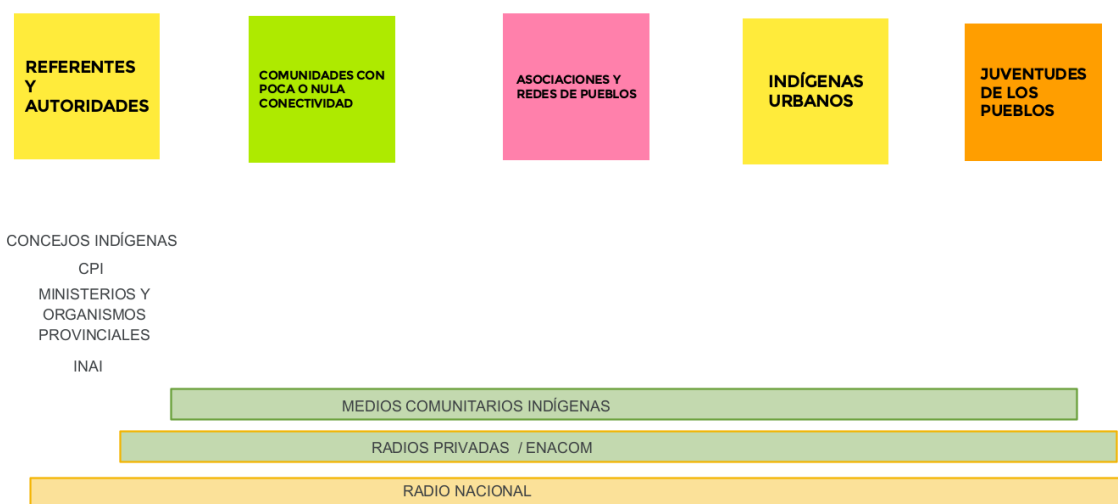 REFERENTES
Y
AUTORIDADES
COMUNIDADES CON
POCA O NULA
CONECTIVIDAD
ASOCIACIONES Y
REDES DE PUEBLOS
INDÍGENAS
URBANOS
JUVENTUDES
DE LOS
PUEBLOS
CONCEJOS INDÍGENAS
CPI
MINISTERIOS Y
ORGANISMOS
PROVINCIALES
INAI
MEDIOS COMUNITARIOS INDÍGENAS
RADIOS PRIVADAS / ENACOM
RADIO NACIONAL